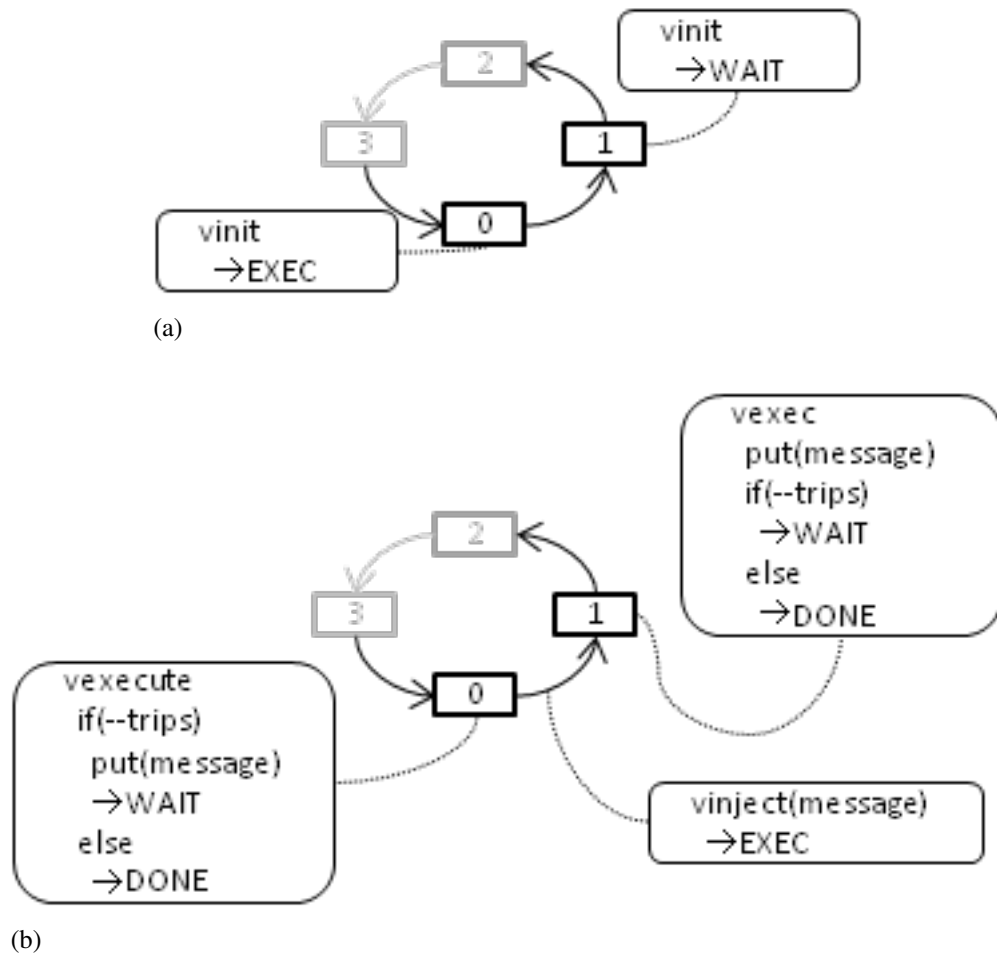 vinit
→WAIT
2
3
1
0
vinit
→EXEC
(a)
vexec
put(message)
if(--trips)
→WAIT
else
→DONE
2
3
1
0
vexecute
if(--trips)
put(message)
→WAIT
else
→DONE
vinject(message)
→EXEC
(b)